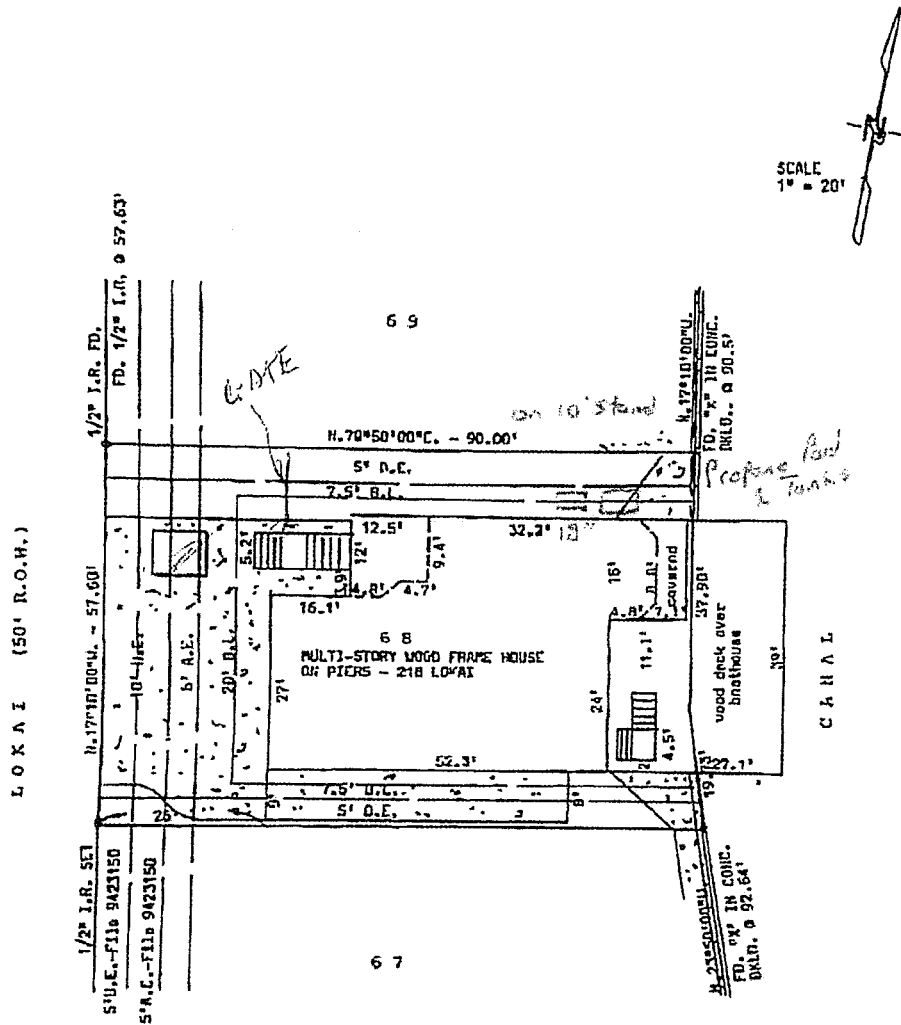 SCALE
1" = 20'
FD. 1/2" I.R. @ 57.63'
1/2" I.R. FD.
6 9
GATE
on 10' stand
N.17°10'00"W.
FD. "X" IN CONC.
BKLD. @ 90.5'
Propane Pad
& Tanks
N.79°50'00"E. - 90.00'
5' D.E.
7.5' B.L.
18"
12.5'
32.2'
5.2'
12'
9.4'
16'
covered
9'
4.8'
4.7'
16.1'
4.8'
37.90'
LOKAI (50' R.O.W.)
N.17°10'00"W. - 57.60'
10' U.E.
5' A.E.
20' B.L.
6 8
MULTI-STORY WOOD FRAME HOUSE
ON PIERS - 218 LOKAI
27'
24'
11.1'
wood deck over
boathouse
CANAL
4.5'
52.3'
27.1'
7.5' B.L.
5' D.E.
9'
8'
26'
1/2" I.R. SET
5'U.E.-File 9423150
5'A.E.-File 9423150
FD. "X" IN CONC.
BKLD. @ 92.64'
6 7